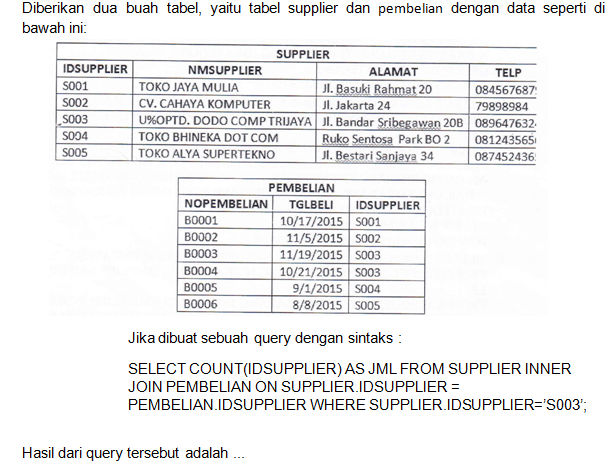 Diberikan dua buah tabel, yaitu tabel supplier dan pembelian dengan data seperti di
bawah ini:
SUPPLIER
IDSUPPLIER NMSUPPLIER ALAMAT TELP
S001 TOKO JAYA MULIA Jl. Basuki Rahmat 20 084567687
S002 CV. CAHAYA KOMPUTER Jl. Jakarta 24 79898984
S003 U%OPTD. DODO COMP TRIJAYA Jl. Bandar Sribegawan 20B 089647632
S004 TOKO BHINEKA DOT COM Ruko Sentosa Park BO 2 081243565
S005 TOKO ALYA SUPERTEKNO Jl. Bestari Sanjaya 34 087452436
PEMBELIAN
NOPEMBELIAN TGLBELI IDSUPPLIER
B0001 10/17/2015 S001
B0002 11/5/2015 S002
B0003 11/19/2015 S003
B0004 10/21/2015 S003
B0005 9/1/2015 S004
B0006 8/8/2015 S005
Jika dibuat sebuah query dengan sintaks :
SELECT COUNT(IDSUPPLIER) AS JML FROM SUPPLIER INNER
JOIN PEMBELIAN ON SUPPLIER.IDSUPPLIER =
PEMBELIAN.IDSUPPLIER WHERE SUPPLIER.IDSUPPLIER=’S003’;
Hasil dari query tersebut adalah ...